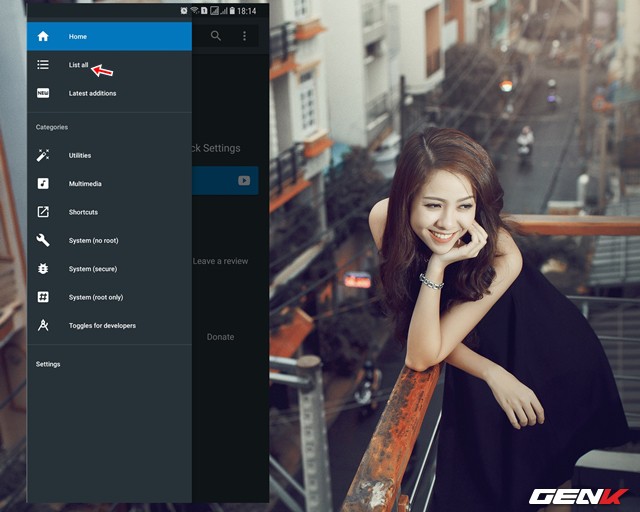 18:14
Home
List all
NEW
Latest additions
Categories
ck Settings
Utilities
Multimedia
Shortcuts
System (no root)
System (secure)
Leave a review
System (root only)
Toggles for developers
Donate
Settings
GENK